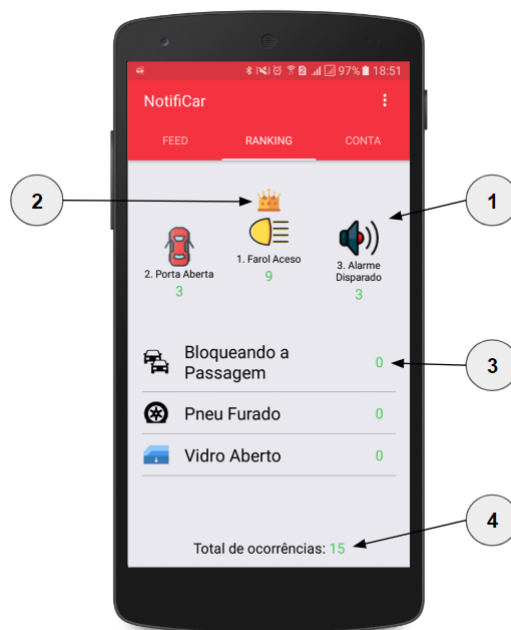 97% 18:51
NotifiCar
FEED RANKING CONTA
2
1
1. Farol Aceso
9
2. Porta Aberta
3
3. Alarme
Disparado
3
Bloqueando a
Passagem
0
3
Pneu Furado 0
Vidro Aberto 0
4
Total de ocorrências: 15